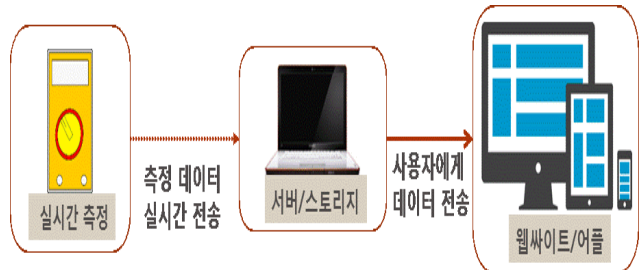 실시간 측정
측정 데이터
실시간 전송
서버/스토리지
사용자에게
데이터 전송
웹싸이트/어플